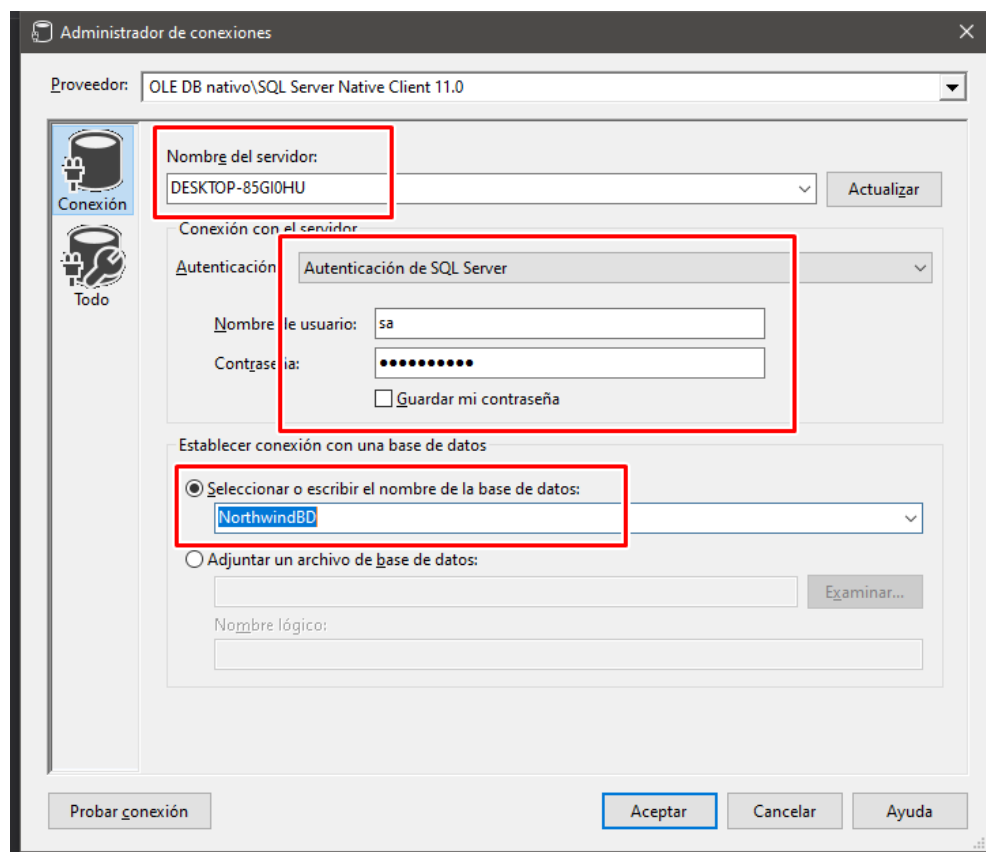 Administrador de conexiones
Proveedor: OLE DB nativo\SQL Server Native Client 11.0
Conexión
Todo
Nombre del servidor:
DESKTOP-85GI0HU Actualizar
Conexión con el servidor
Autenticación Autenticación de SQL Server
Nombre de usuario: sa
Contraseña: ••••••••••
Guardar mi contraseña
Establecer conexión con una base de datos
Seleccionar o escribir el nombre de la base de datos:
NorthwindBD
Adjuntar un archivo de base de datos:
Examinar...
Nombre lógico:
Probar conexión Aceptar Cancelar Ayuda